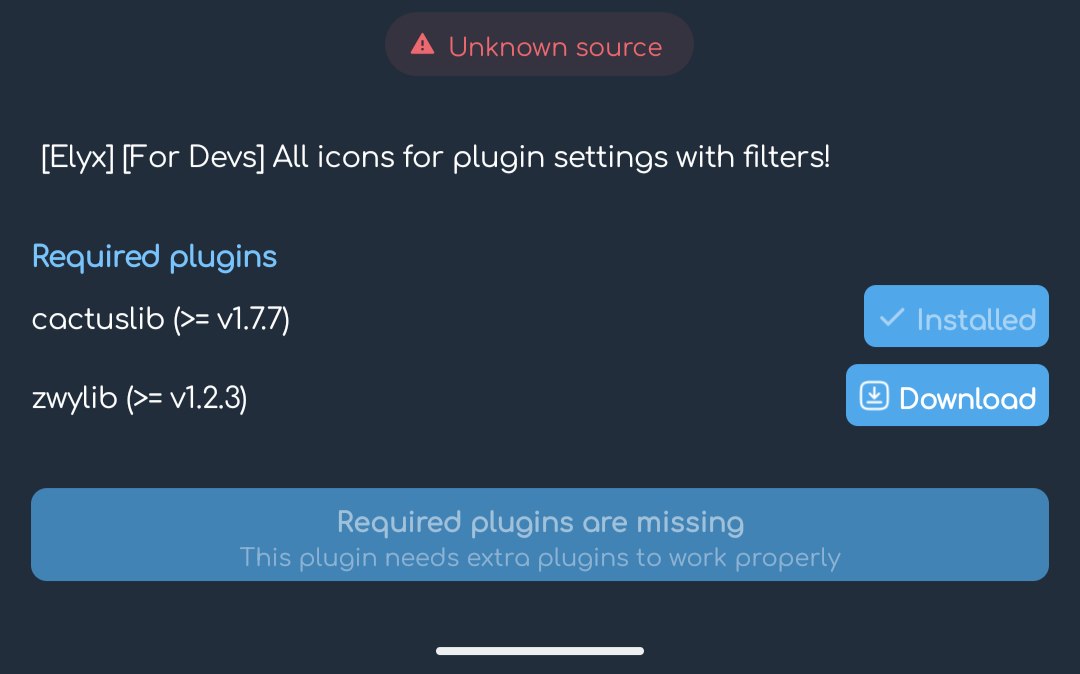 Unknown source
[Elyx] [For Devs] All icons for plugin settings with filters!
Required plugins
cactuslib (>= v1.7.7)
Installed
zwylib (>= v1.2.3)
Download
Required plugins are missing
This plugin needs extra plugins to work properly